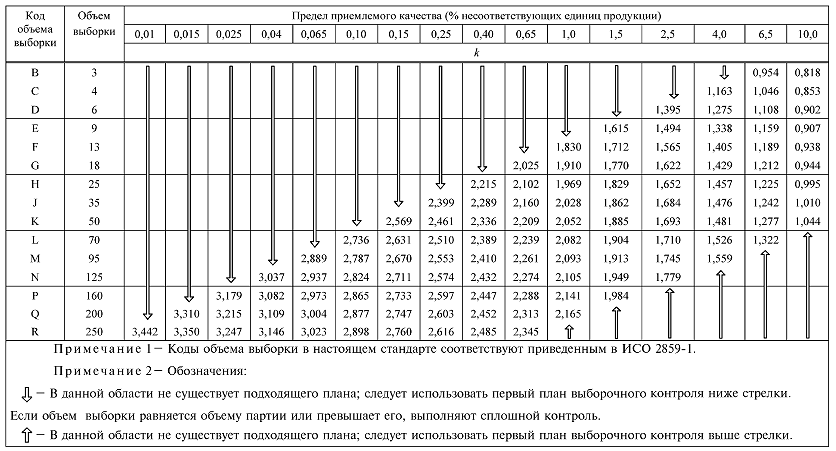 Код объема выборки Объем выборки Предел приемлемого качества (% несоответствующих единиц продукции)
0,01 0,015 0,025 0,04 0,065 0,10 0,15 0,25 0,40 0,65 1,0 1,5 2,5 4,0 6,5 10,0
k
B 3 ⇩ ⇩ ⇩ ⇩ ⇩ ⇩ ⇩ ⇩ ⇩ ⇩ ⇩ ⇩ ⇩ ⇩ 0,954 0,818
C 4 1,163 1,046 0,853
D 6 1,395 1,275 1,108 0,902
E 9 1,615 1,494 1,338 1,159 0,907
F 13 1,830 1,712 1,565 1,405 1,189 0,938
G 18 2,025 1,910 1,770 1,622 1,429 1,212 0,944
H 25 2,215 2,102 1,969 1,829 1,652 1,457 1,225 0,995
J 35 2,399 2,289 2,160 2,028 1,862 1,684 1,476 1,242 1,010
K 50 2,569 2,461 2,336 2,209 2,052 1,885 1,693 1,481 1,277 1,044
L 70 2,736 2,631 2,510 2,389 2,239 2,082 1,904 1,710 1,526 1,322 ⇧
M 95 2,889 2,787 2,670 2,553 2,410 2,261 2,093 1,913 1,745 1,559 ⇧
N 125 3,037 2,937 2,824 2,711 2,574 2,432 2,274 2,105 1,949 1,779 ⇧
P 160 3,179 3,082 2,973 2,865 2,733 2,597 2,447 2,288 2,141 1,984 ⇧
Q 200 3,310 3,215 3,109 3,004 2,877 2,747 2,603 2,452 2,313 2,165 ⇧
R 250 3,442 3,350 3,247 3,146 3,023 2,898 2,760 2,616 2,485 2,345 ⇧
Примечание 1 — Коды объема выборки в настоящем стандарте соответствуют приведенным в ИСО 2859-1.
Примечание 2 — Обозначения:
⇩ — В данной области не существует подходящего плана; следует использовать первый план выборочного контроля ниже стрелки.
Если объем выборки равняется объему партии или превышает его, выполняют сплошной контроль.
⇧ — В данной области не существует подходящего плана; следует использовать первый план выборочного контроля выше стрелки.